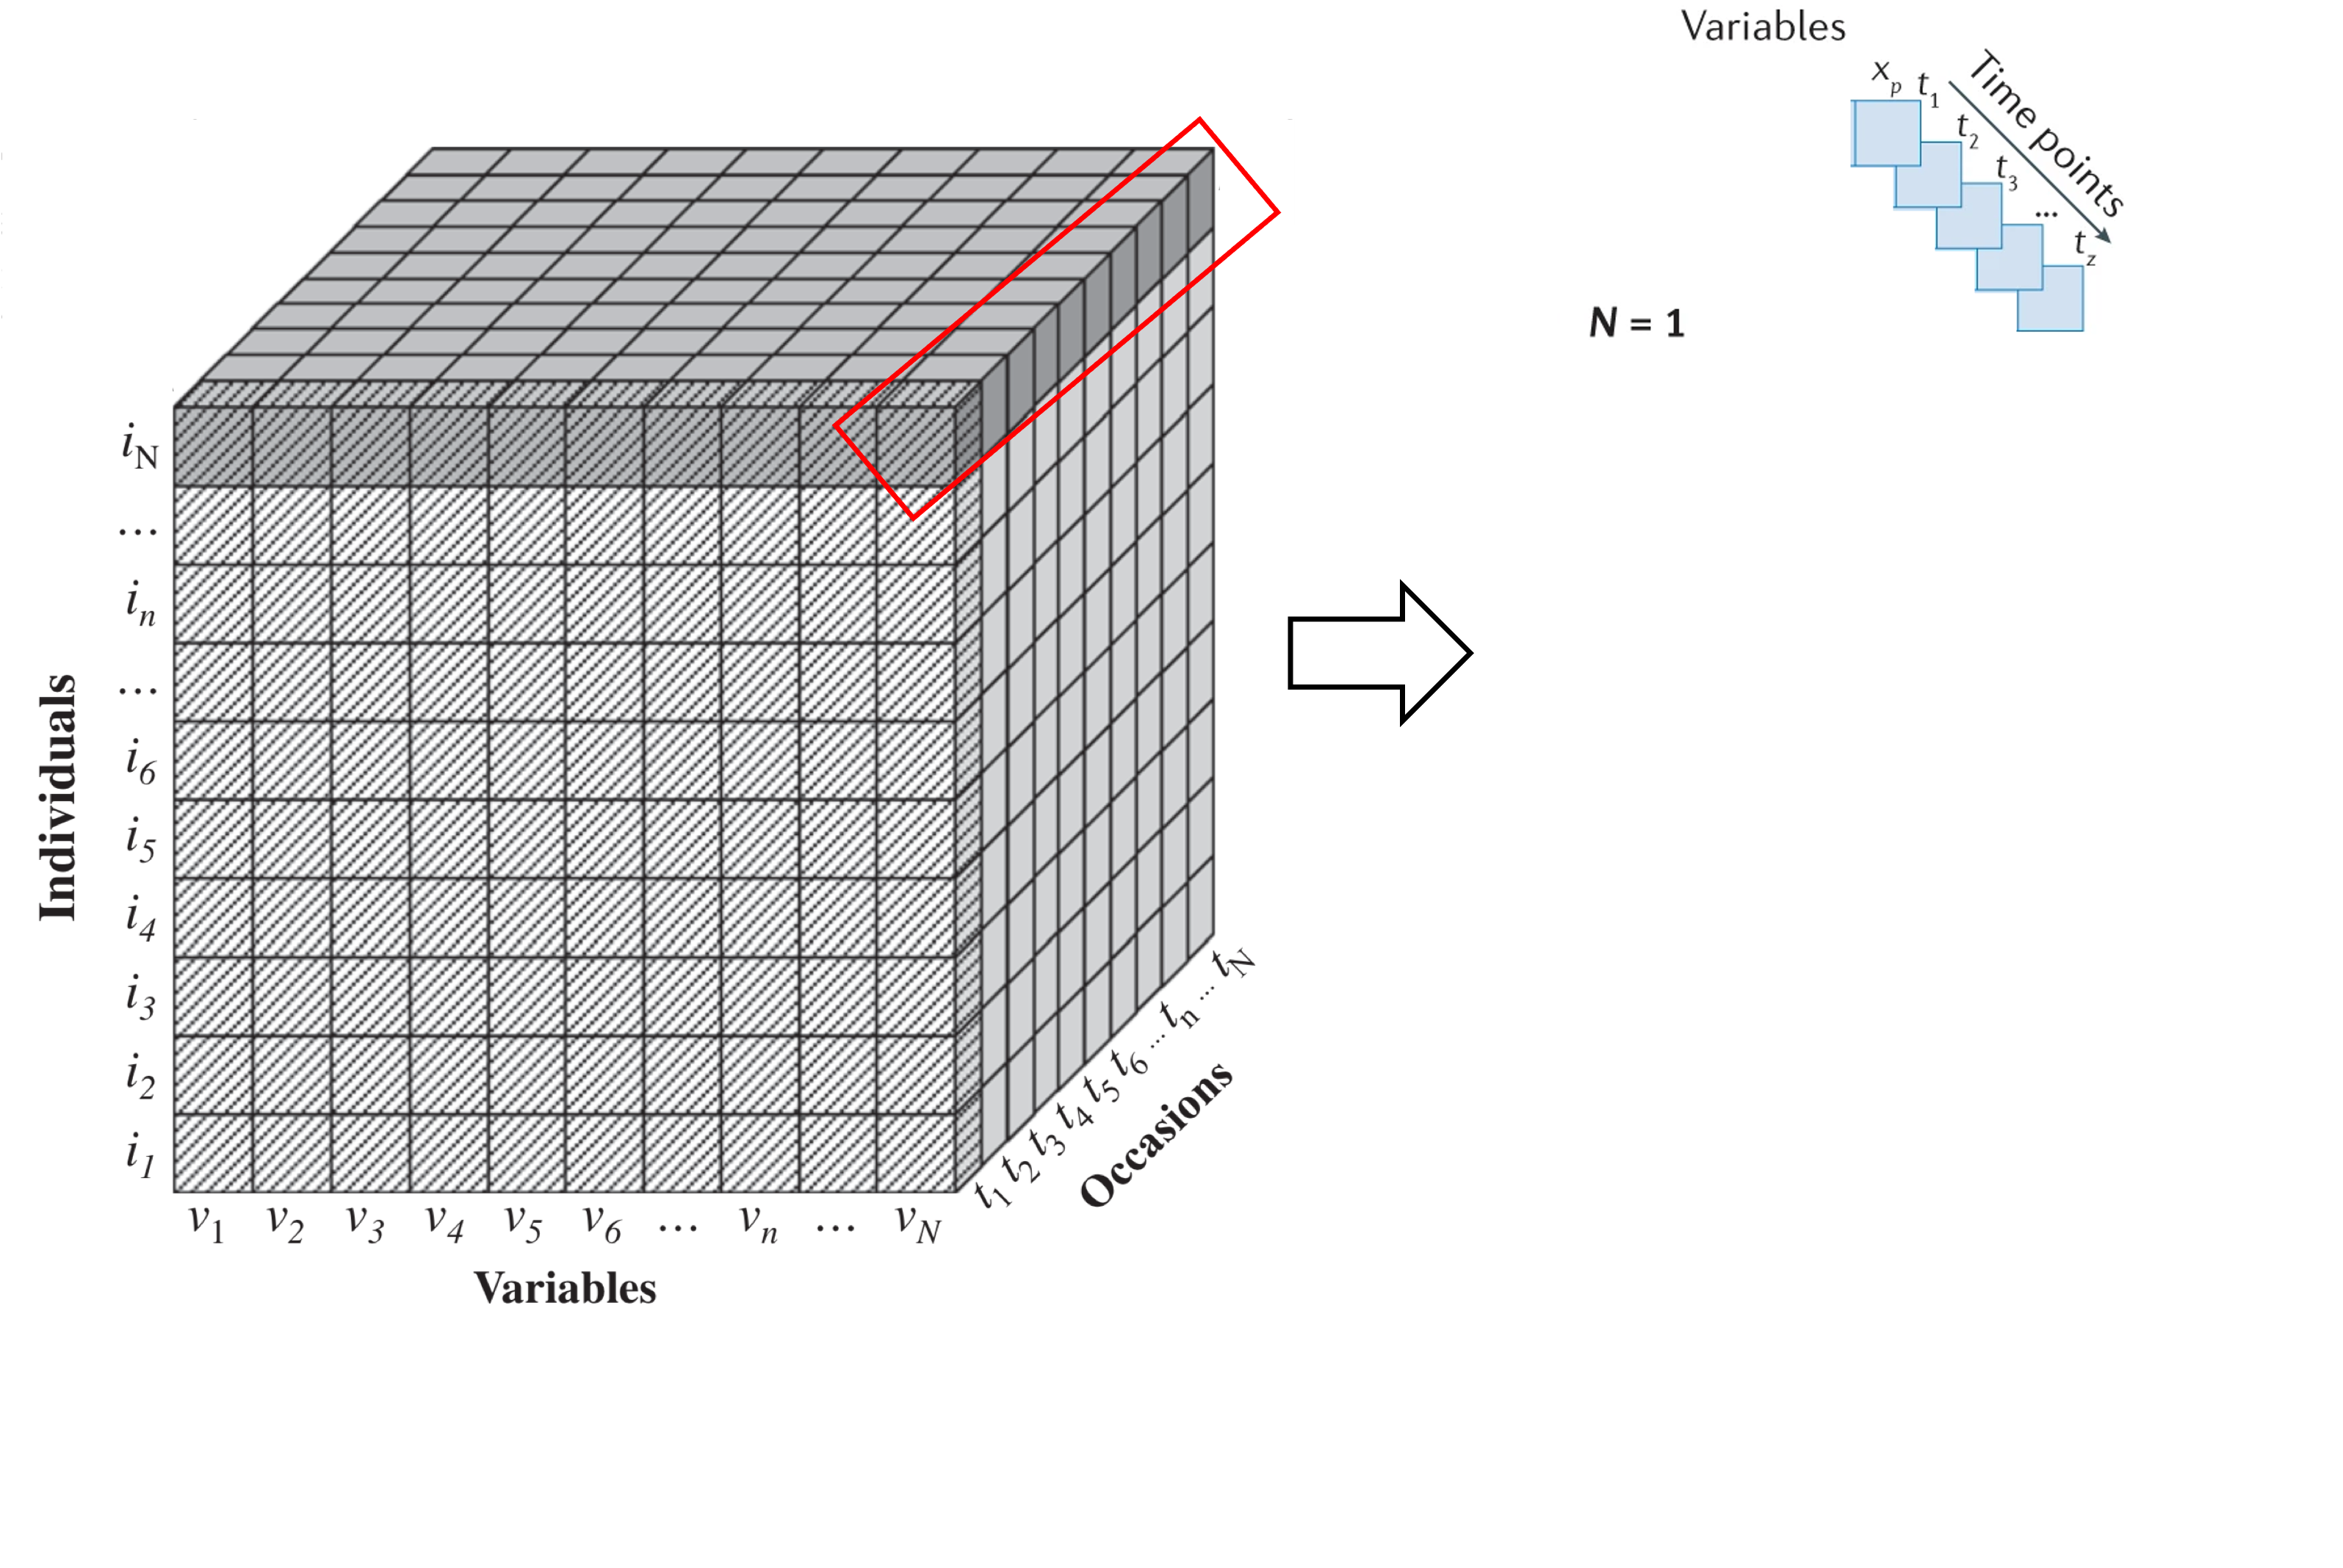 Variables
x_p t_1 t_2 t_3 ... t_z
Time points
N = 1
i_N
...
i_n
...
i_6
i_5
i_4
i_3
i_2
i_1
Individuals
v_1 v_2 v_3 v_4 v_5 v_6 ... v_n ... v_N
Variables
t_1 t_2 t_3 t_4 t_5 t_6 ... t_n ... t_N
Occasions